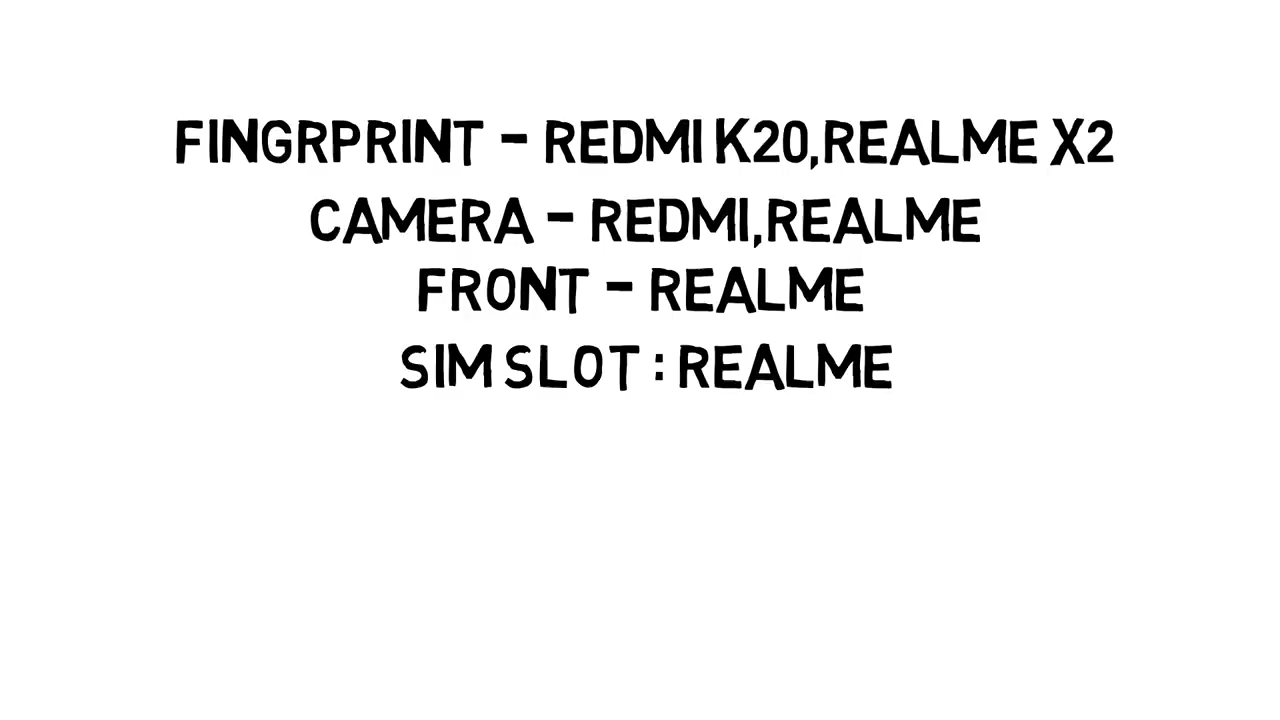 FINGRPRINT - REDMI K20,REALME X2
CAMERA - REDMI,REALME
FRONT - REALME
SIM SLOT : REALME